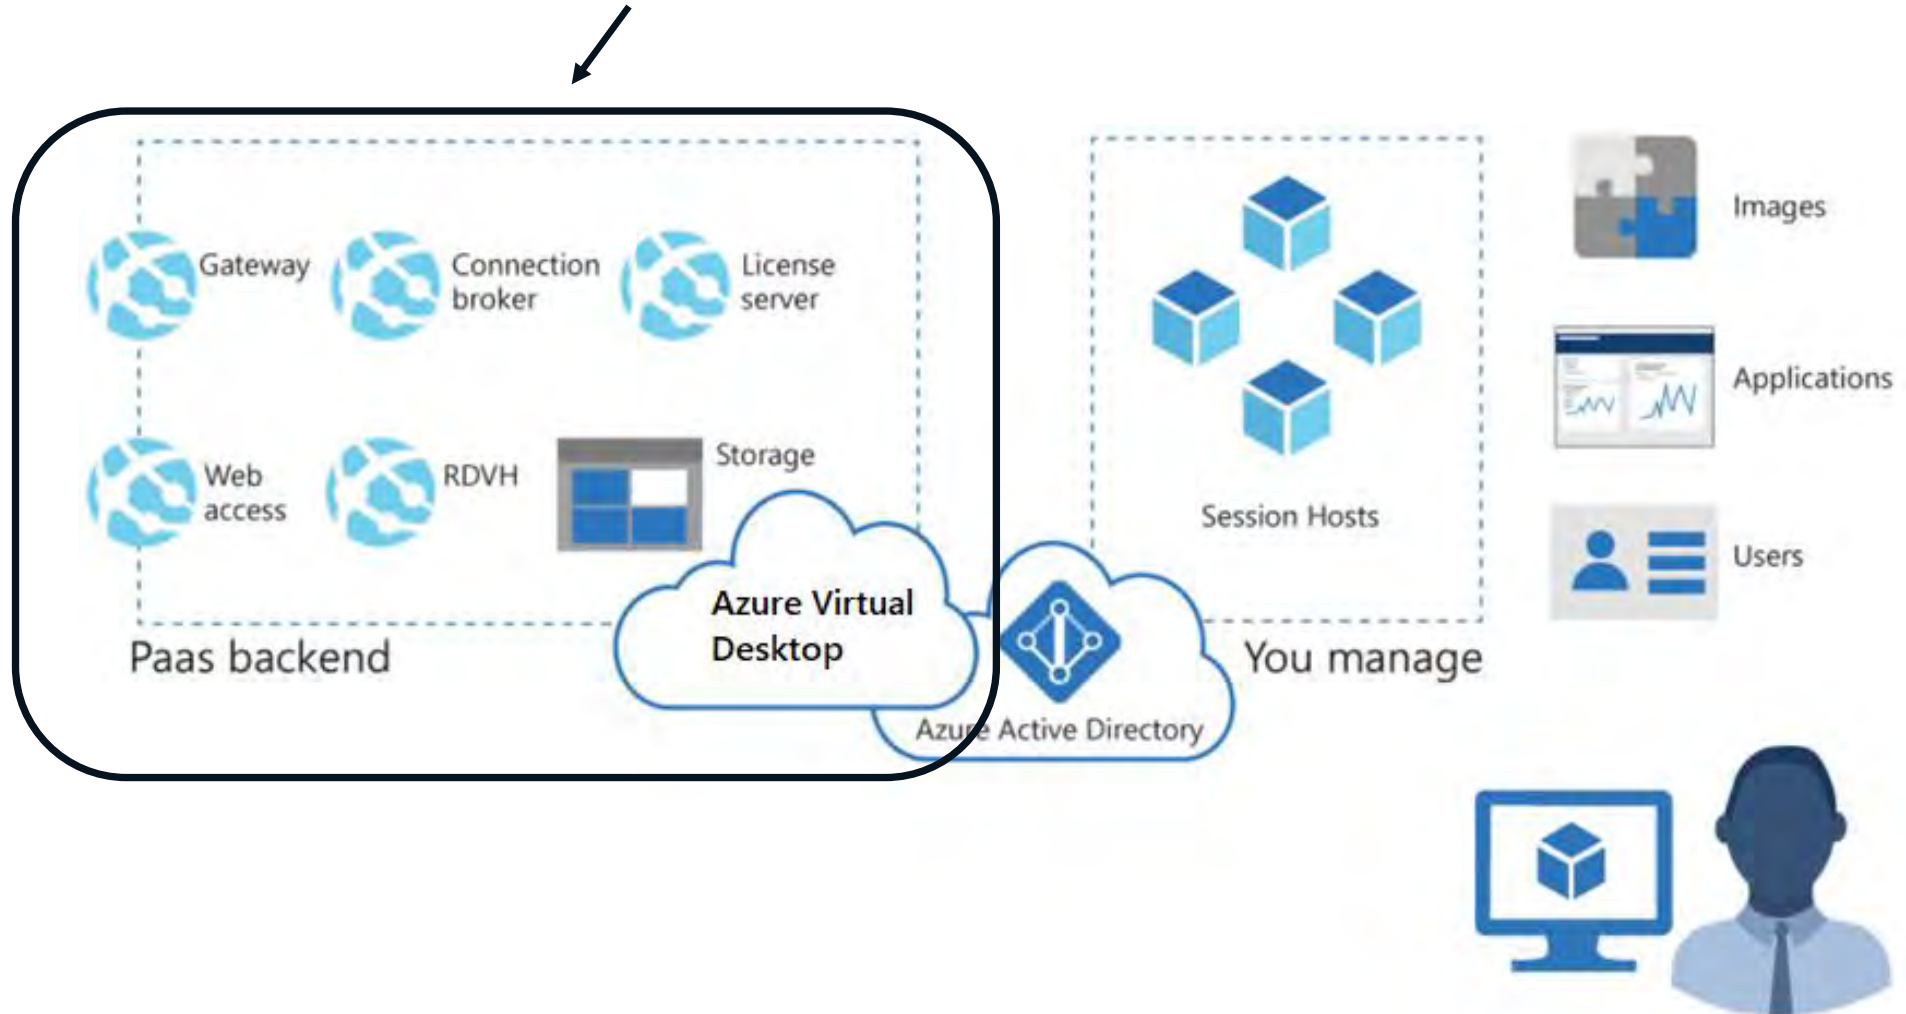 Gateway
Connection
broker
License
server
Web
access
RDVH
Storage
Azure Virtual
Desktop
Paas backend
Azure Active Directory
Session Hosts
You manage
Images
Applications
Users